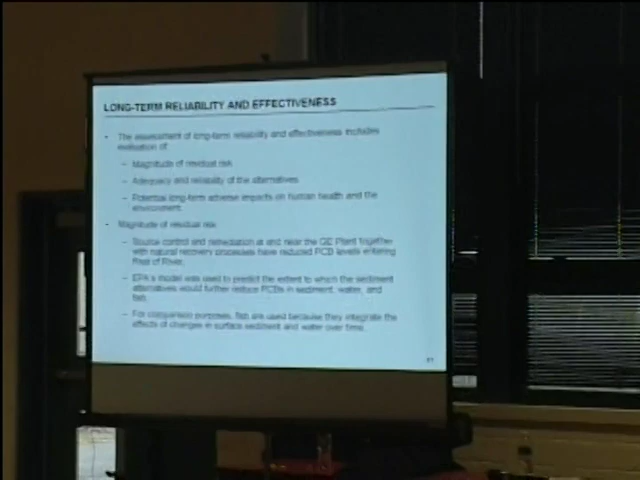 LONG-TERM RELIABILITY AND EFFECTIVENESS
• The assessment of long-term reliability and effectiveness includes
evaluation of:
– Magnitude of residual risk
– Adequacy and reliability of the alternatives
– Potential long-term adverse impacts on human health and the
environment.
• Magnitude of residual risk
– Source control and remediation at and near the GE Plant together
with natural recovery processes have reduced PCB levels entering
Rest of River.
– EPA's model was used to predict the extent to which the sediment
alternatives would further reduce PCBs in sediment, water, and
fish.
– For comparison purposes, fish are used because they integrate the
effects of changes in surface sediment and water over time.